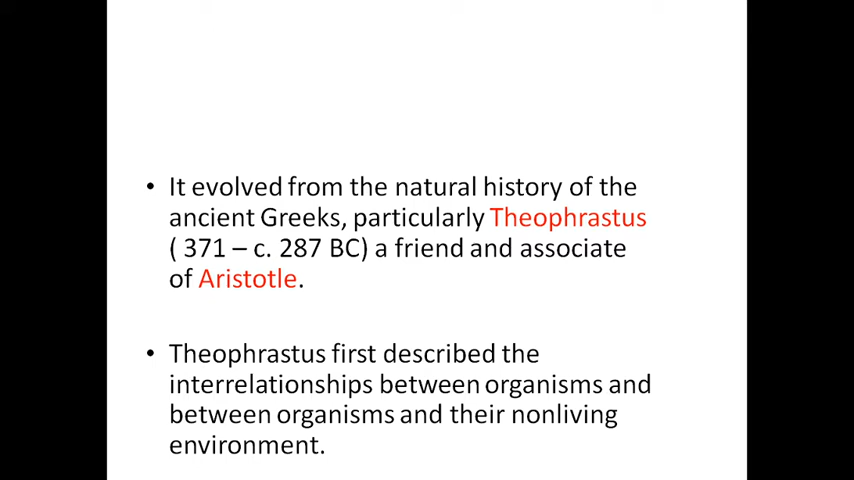 • It evolved from the natural history of the
ancient Greeks, particularly Theophrastus
( 371 – c. 287 BC) a friend and associate
of Aristotle.
• Theophrastus first described the
interrelationships between organisms and
between organisms and their nonliving
environment.